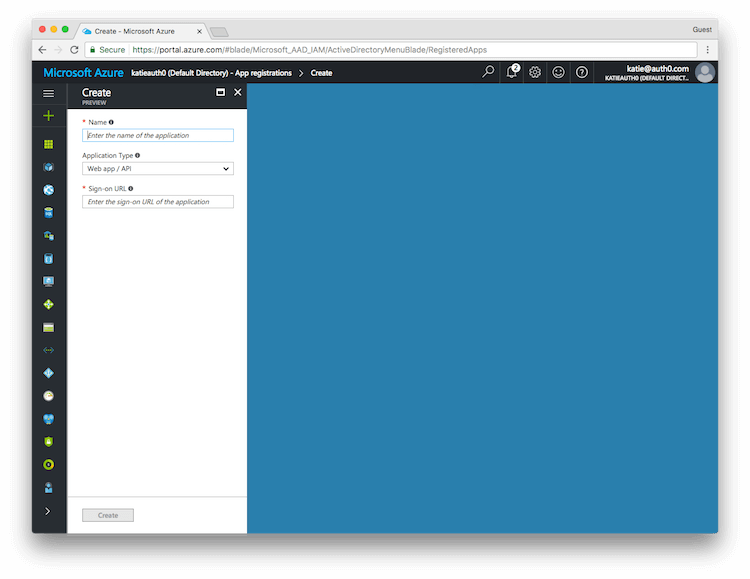 Create - Microsoft Azure
Guest
Secure https://portal.azure.com/#blade/Microsoft_AAD_IAM/ActiveDirectoryMenuBlade/RegisteredApps
Microsoft Azure katieauth0 (Default Directory) - App registrations > Create
2
katie@auth0.com
KATIEAUTH0 (DEFAULT DIRECT...
Create
PREVIEW
* Name
Enter the name of the application
Application Type
Web app / API
* Sign-on URL
Enter the sign-on URL of the application
Create